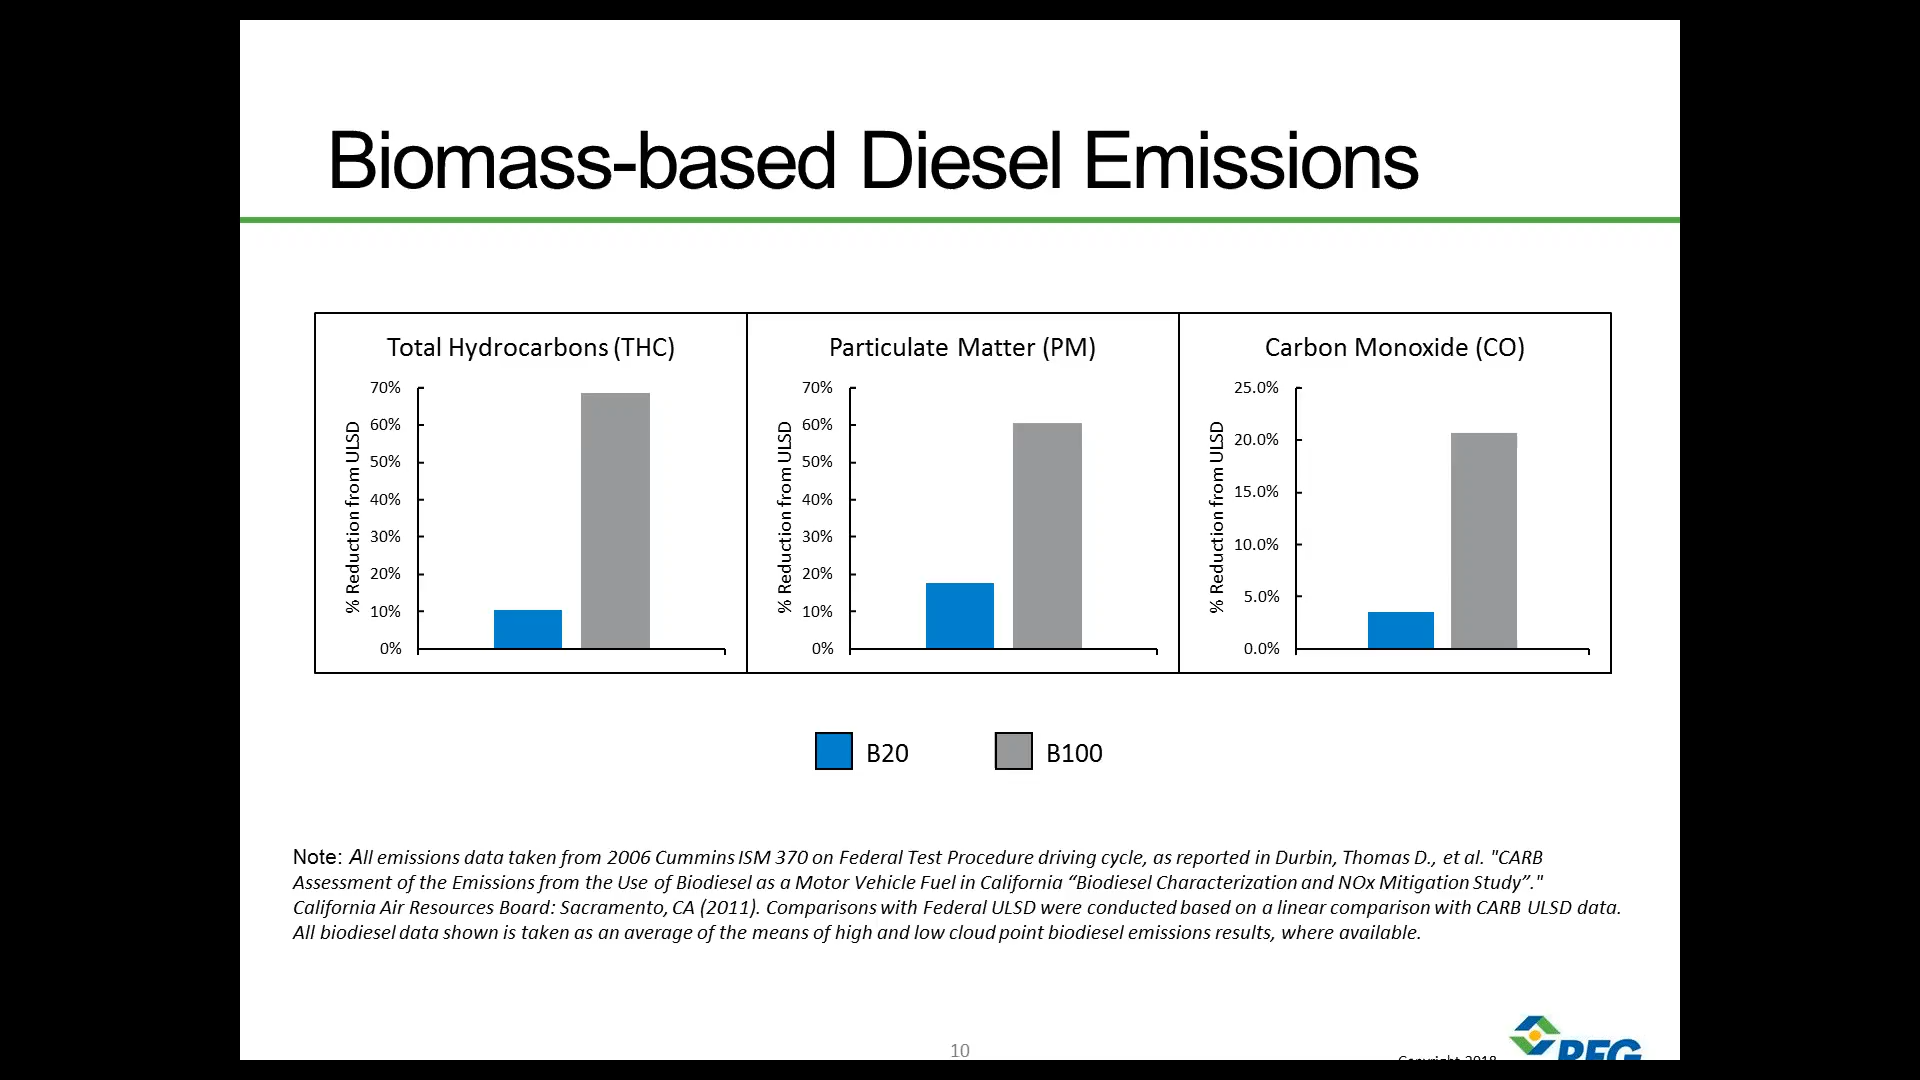 Biomass-based Diesel Emissions
Total Hydrocarbons (THC)
% Reduction from ULSD
70%
60%
50%
40%
30%
20%
10%
0%
Particulate Matter (PM)
% Reduction from ULSD
70%
60%
50%
40%
30%
20%
10%
0%
Carbon Monoxide (CO)
% Reduction from ULSD
25.0%
20.0%
15.0%
10.0%
5.0%
0.0%
B20
B100
Note: All emissions data taken from 2006 Cummins ISM 370 on Federal Test Procedure driving cycle, as reported in Durbin, Thomas D., et al. "CARB
Assessment of the Emissions from the Use of Biodiesel as a Motor Vehicle Fuel in California “Biodiesel Characterization and NOx Mitigation Study”."
California Air Resources Board: Sacramento, CA (2011). Comparisons with Federal ULSD were conducted based on a linear comparison with CARB ULSD data.
All biodiesel data shown is taken as an average of the means of high and low cloud point biodiesel emissions results, where available.
10
Copyright 2018
REG